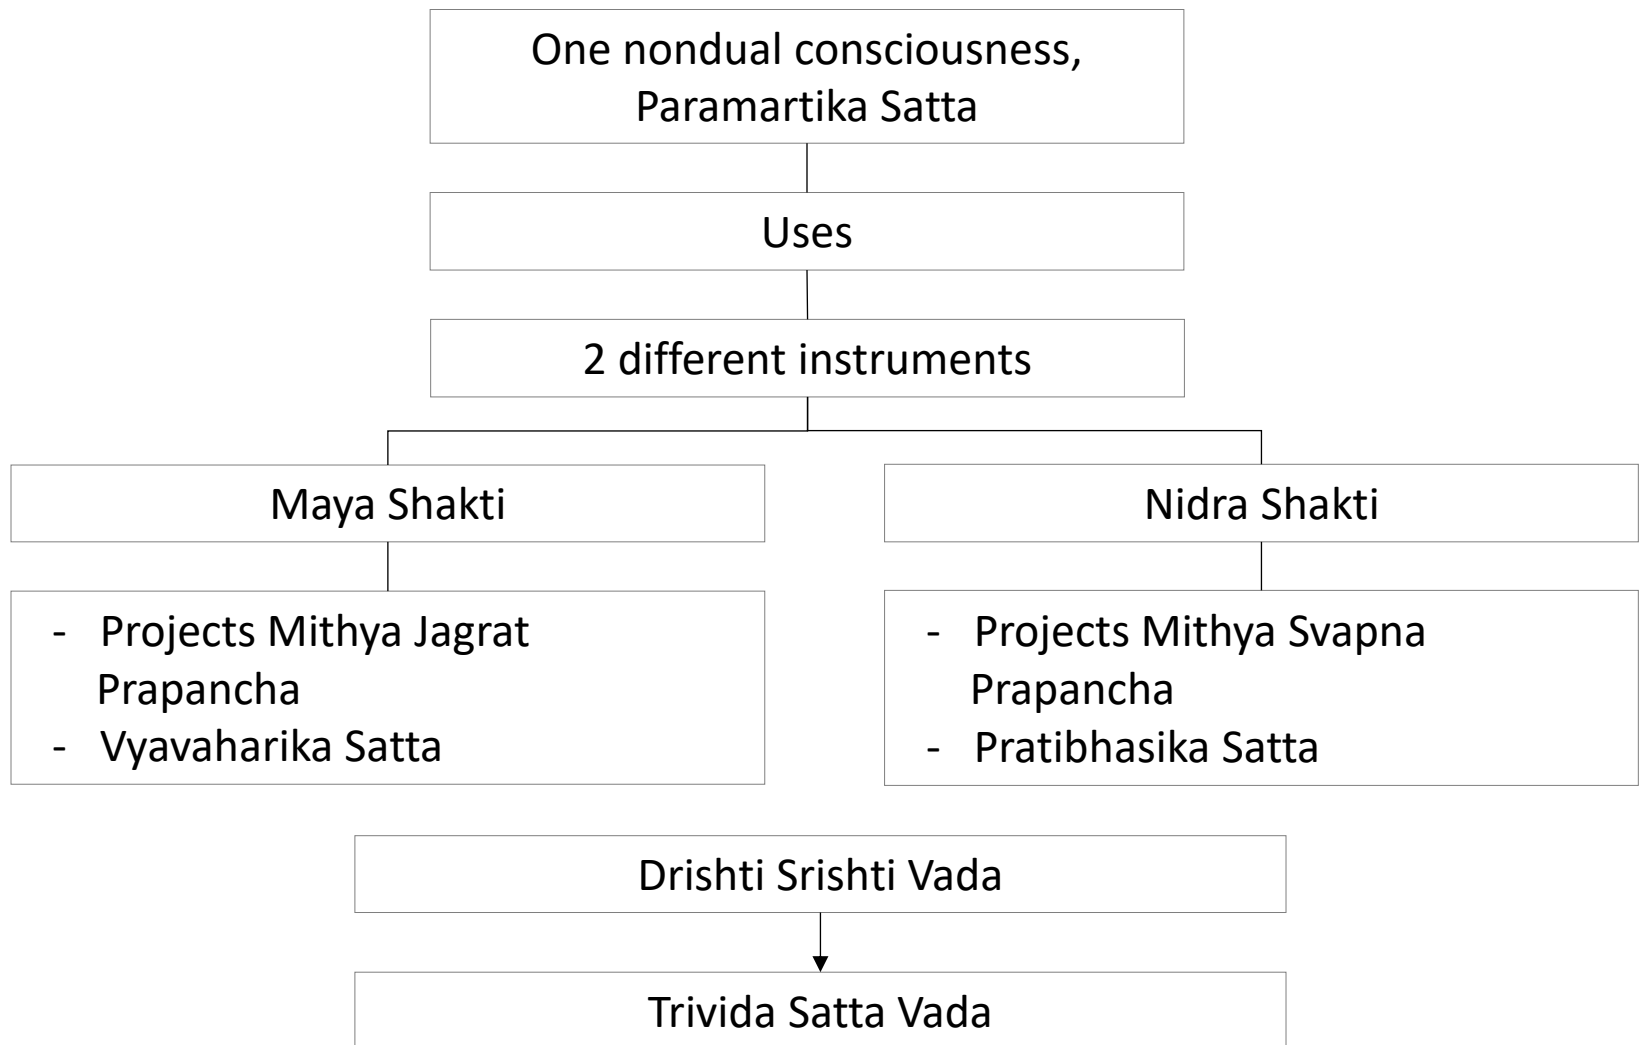 One nondual consciousness,
Paramartika Satta
Uses
2 different instruments
Maya Shakti
Nidra Shakti
- Projects Mithya Jagrat
Prapancha
- Vyavaharika Satta
- Projects Mithya Svapna
Prapancha
- Pratibhasika Satta
Drishti Srishti Vada
Trivida Satta Vada